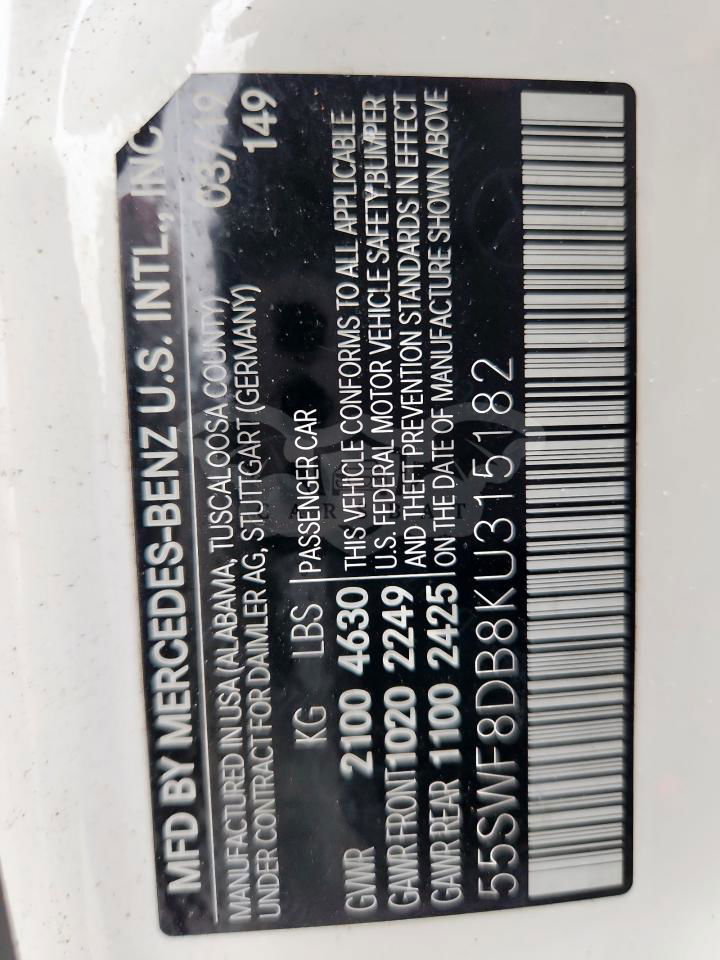 MFD BY MERCEDES-BENZ U.S. INTL., INC
MANUFACTURED IN USA (ALABAMA, TUSCALOOSA COUNTY) 03/19
UNDER CONTRACT FOR DAIMLER AG, STUTTGART (GERMANY) 149
KG LBS PASSENGER CAR
GVWR 2100 4630 THIS VEHICLE CONFORMS TO ALL APPLICABLE
GAWR FRONT 1020 2249 U.S. FEDERAL MOTOR VEHICLE SAFETY, BUMPER
GAWR REAR 1100 2425 AND THEFT PREVENTION STANDARDS IN EFFECT
ON THE DATE OF MANUFACTURE SHOWN ABOVE
55SWF8DB8KU315182